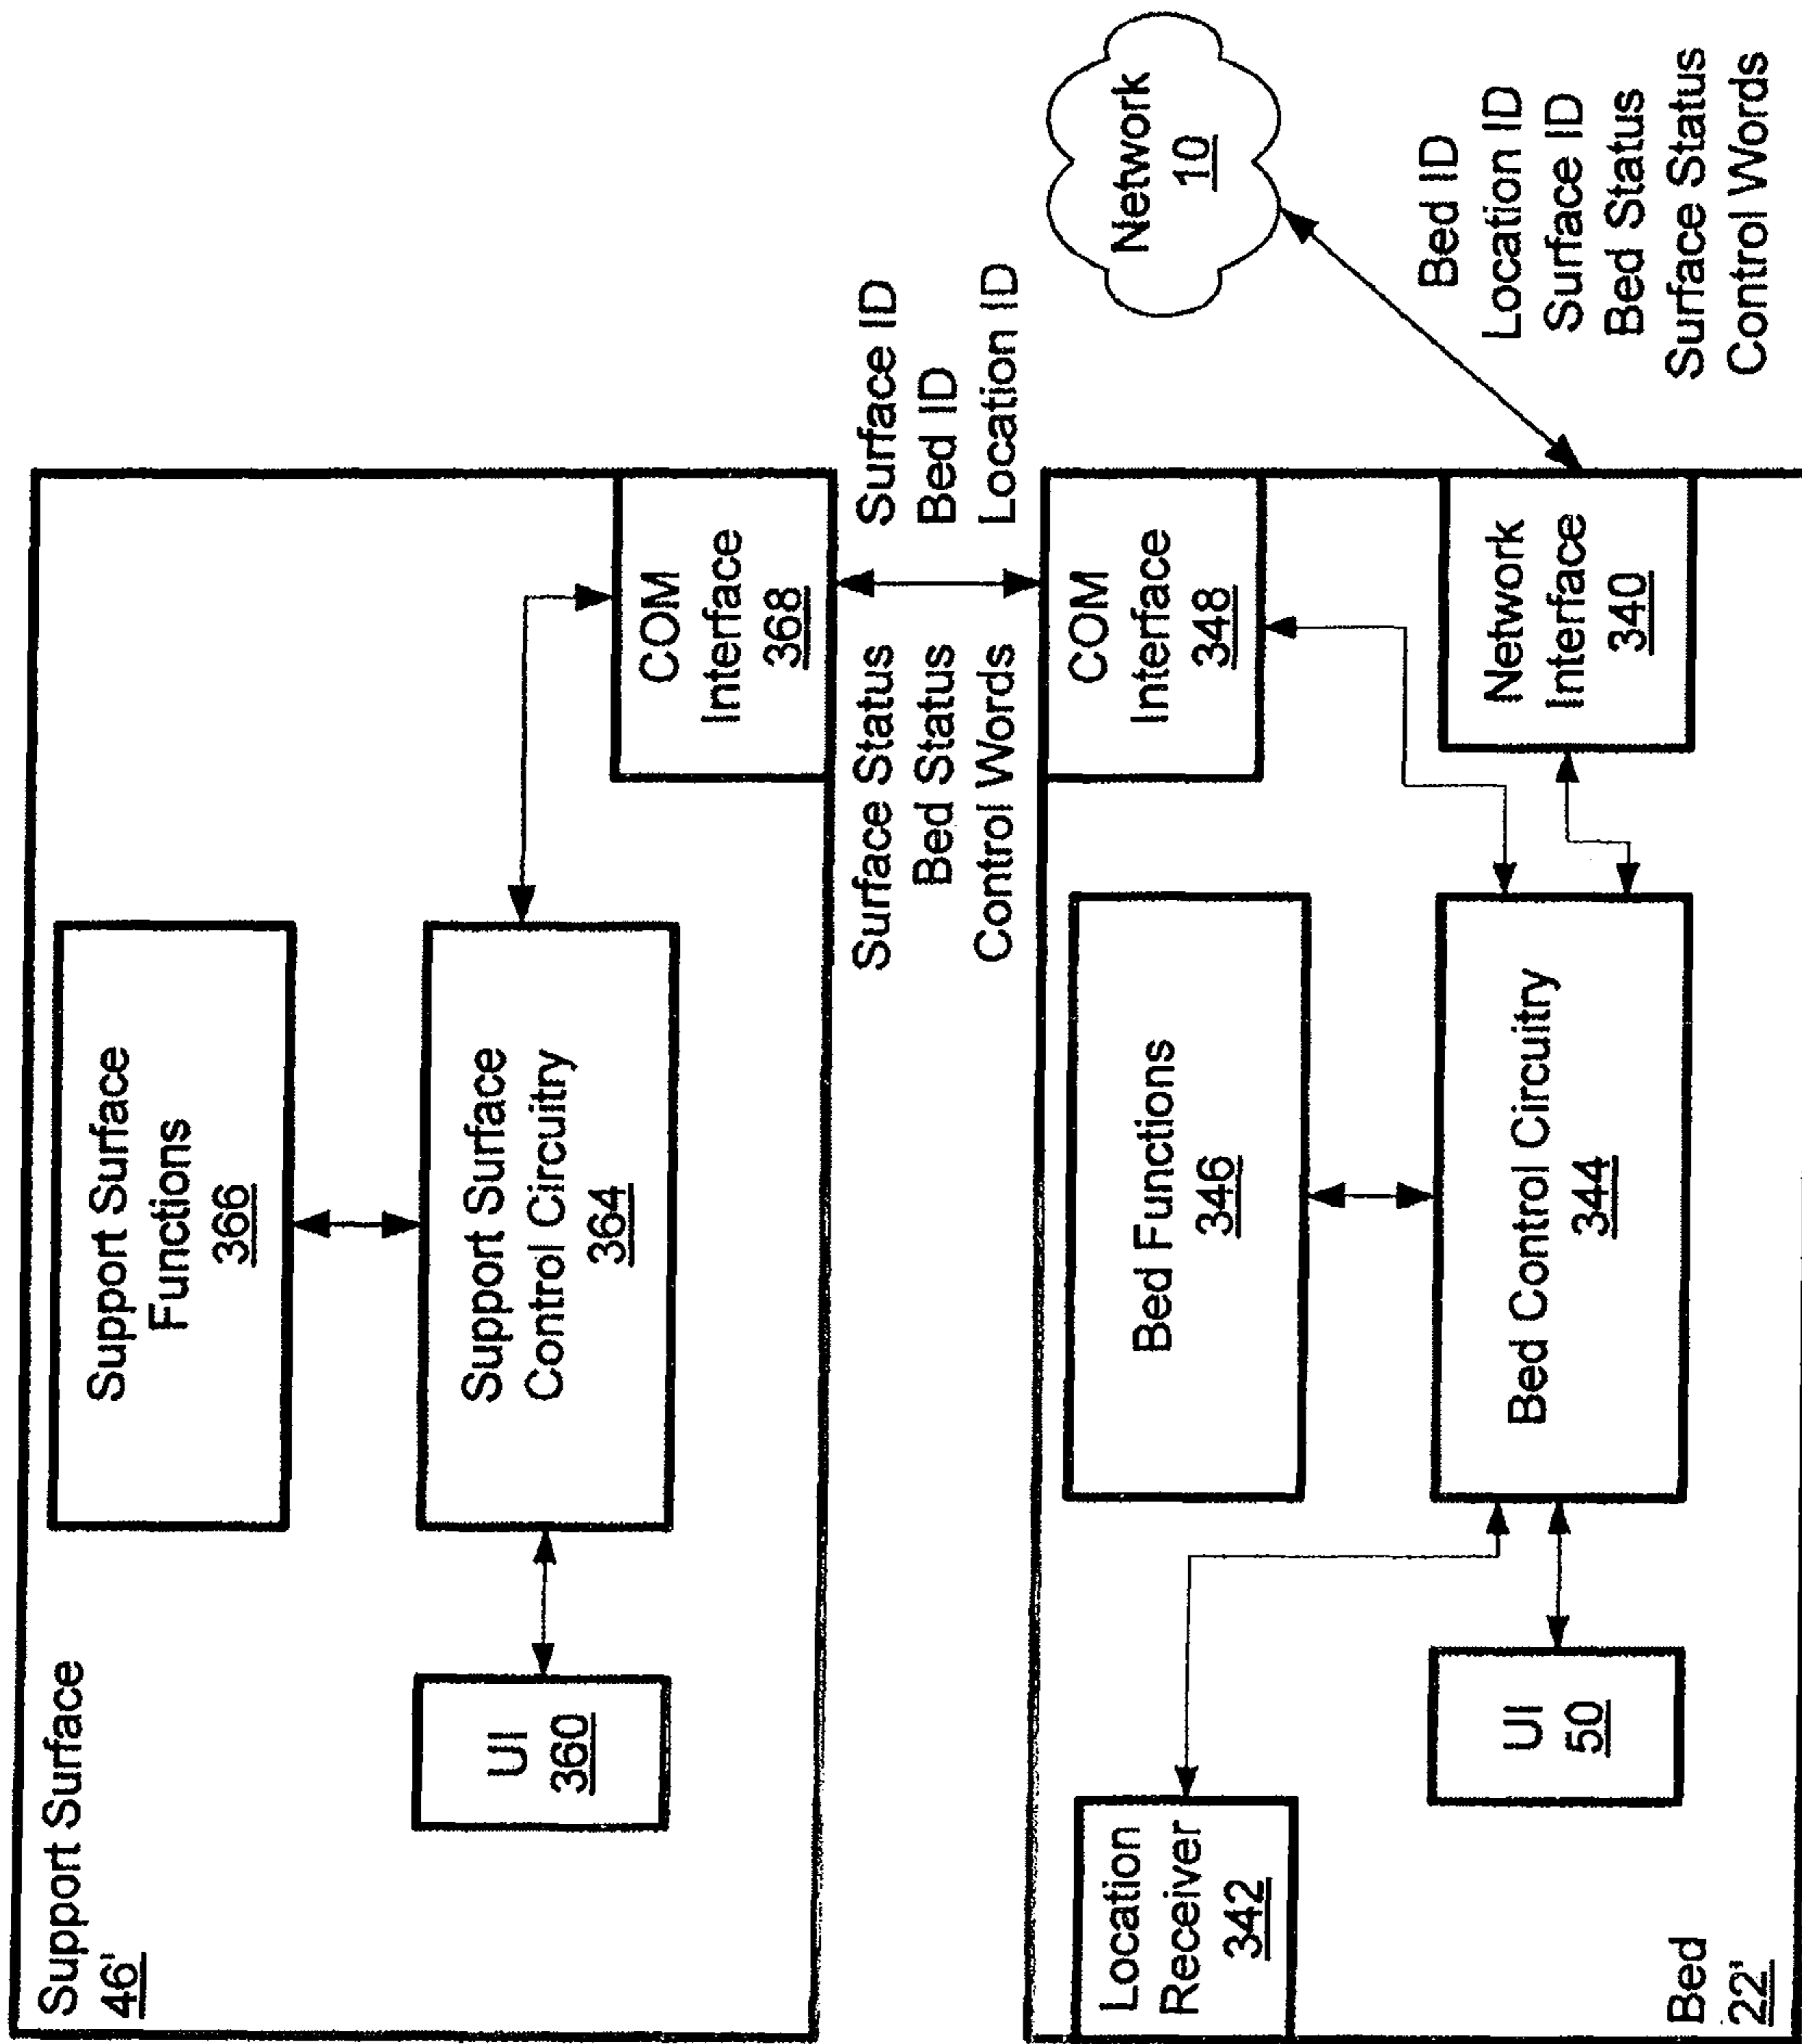 Support Surface
46'
Support Surface
Functions
366
UI
360
Support Surface
Control Circuitry
364
COM
Interface
368
Surface Status
Bed Status
Control Words
Surface ID
Bed ID
Location ID
Location
Receiver
342
Bed Functions
346
COM
Interface
348
Network
10
UI
50
Bed Control Circuitry
344
Network
Interface
340
Bed ID
Location ID
Surface ID
Bed Status
Surface Status
Control Words
Bed
22'